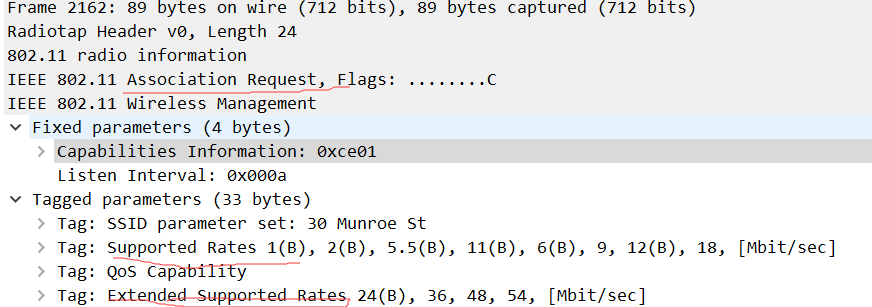 Frame 2162: 89 bytes on wire (712 bits), 89 bytes captured (712 bits)
Radiotap Header v0, Length 24
802.11 radio information
IEEE 802.11 Association Request, Flags: ........C
IEEE 802.11 Wireless Management
Fixed parameters (4 bytes)
Capabilities Information: 0xce01
Listen Interval: 0x000a
Tagged parameters (33 bytes)
Tag: SSID parameter set: 30 Munroe St
Tag: Supported Rates 1(B), 2(B), 5.5(B), 11(B), 6(B), 9, 12(B), 18, [Mbit/sec]
Tag: QoS Capability
Tag: Extended Supported Rates 24(B), 36, 48, 54, [Mbit/sec]